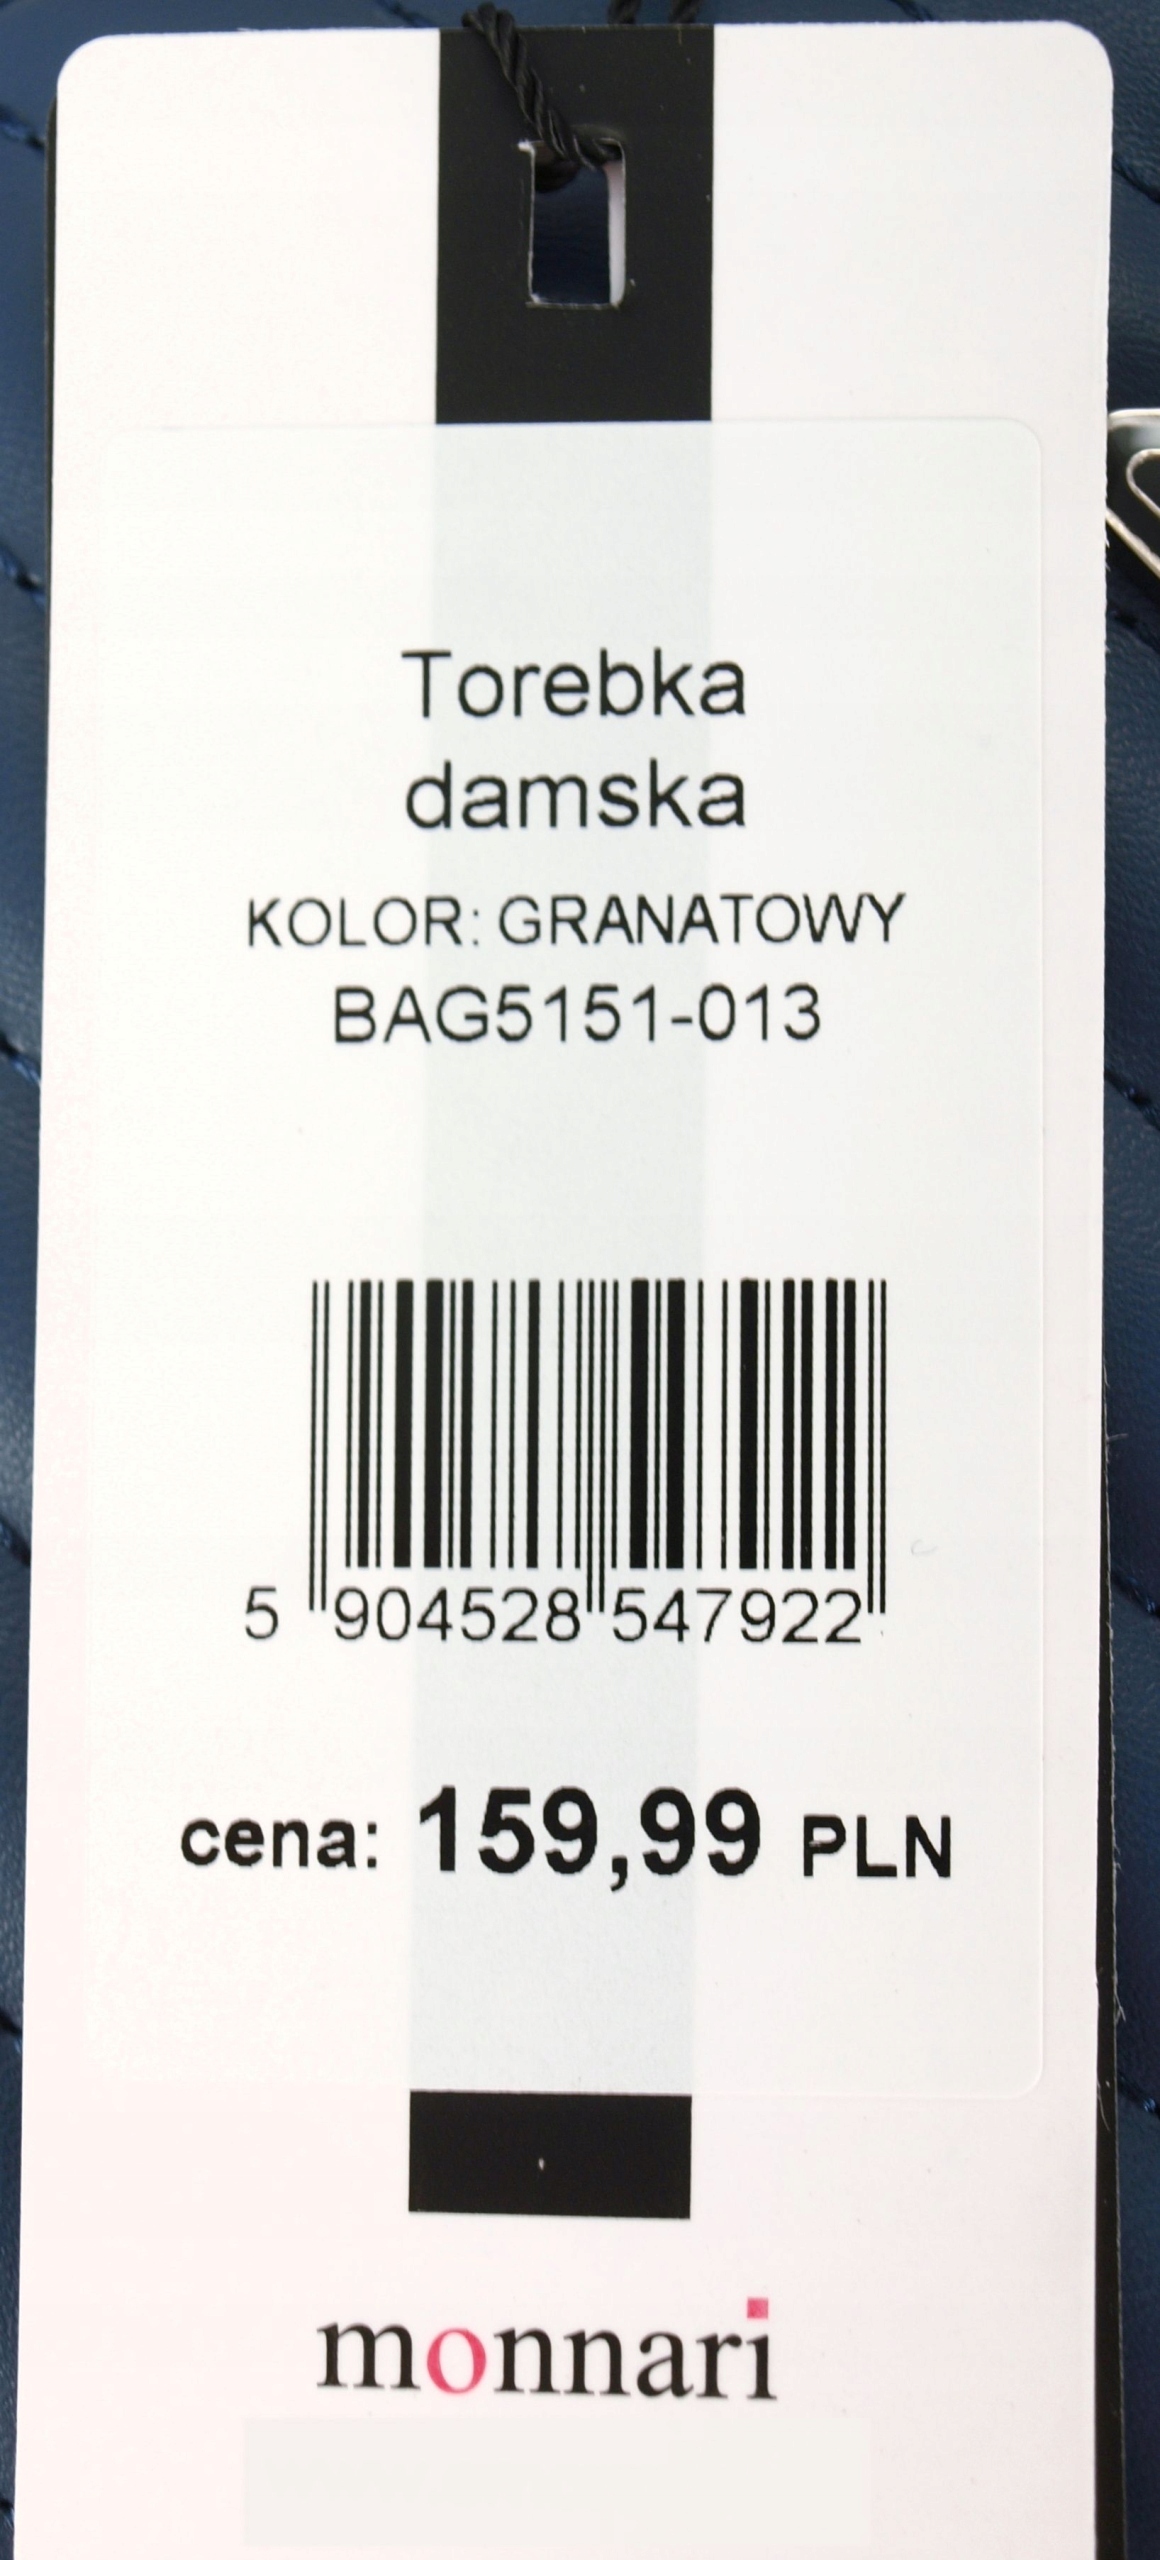 Torebka
damska
KOLOR: GRANATOWY
BAG5151-013
5 904528 547922
cena: 159,99 PLN
monnari